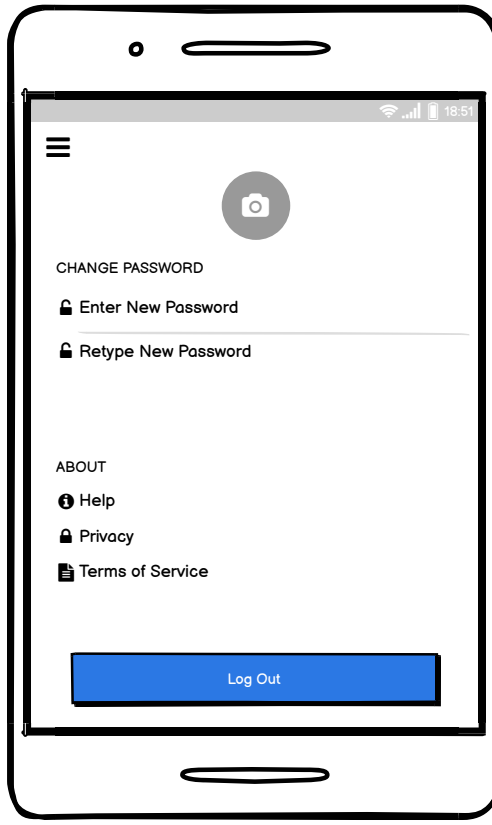 18:51
CHANGE PASSWORD
Enter New Password
Retype New Password
ABOUT
Help
Privacy
Terms of Service
Log Out